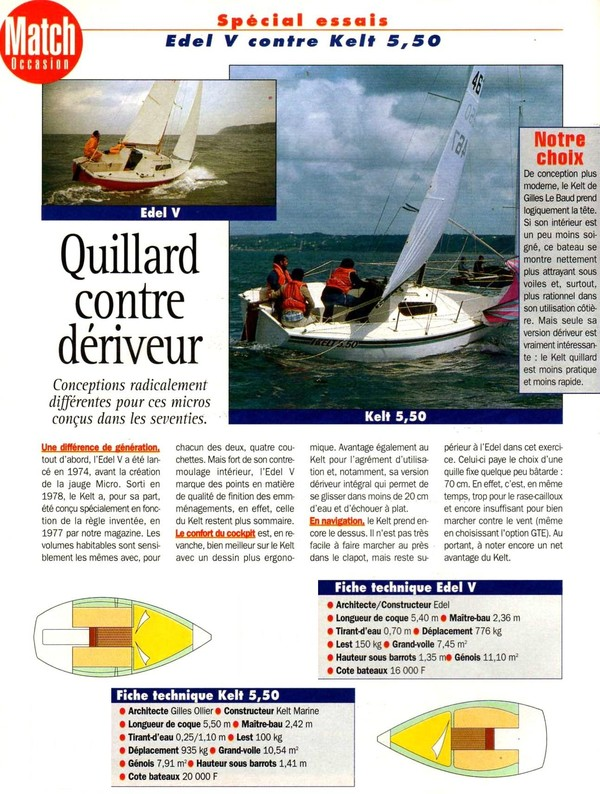 Match
Occasion
Spécial essais
Edel V contre Kelt 5,50
Edel V
46
Notre
choix
De conception plus
moderne, le Kelt de
Gilles Le Baud prend
logiquement la tête.
Si son intérieur est
un peu moins soi-
gné, ce bateau se
montre nettement
plus attrayant sous
voiles et, surtout,
plus rationnel dans
son utilisation côtiè-
re. Mais seule sa
version dériveur est
vraiment intéressan-
te : le Kelt quillard
est moins pratique
et moins rapide.
Quillard
contre
dériveur
Conceptions radicalement
différentes pour ces micros
conçus dans les seventies.
KELT 5.50
Kelt 5,50
Une différence de génération,
tout d'abord, l'Edel V a été lan-
cé en 1974, avant la création
de la jauge Micro. Sorti en
1978, le Kelt a, pour sa part,
été conçu spécialement en fonc-
tion de la règle inventée, en
1977 par notre magazine. Les
volumes habitables sont sensi-
blement les mêmes avec, pour
chacun des deux, quatre cou-
chettes. Mais fort de son contre-
moulage intérieur, l'Edel V
marque des points en matière
de qualité de finition des emm-
ménagements, en effet, celle
du Kelt restent plus sommaire.
Le confort du cockpit est, en re-
vanche, bien meilleur sur le Kelt
avec un dessin plus ergono-
mique. Avantage également au
Kelt pour l'agrément d'utilisa-
tion et, notamment, sa version
dériveur intégral qui permet de
se glisser dans moins de 20 cm
d'eau et d'échouer à plat.
En navigation, le Kelt prend en-
core le dessus. Il n'est pas très
facile à faire marcher au près
dans le clapot, mais reste su-
périeur à l'Edel dans cet exerci-
ce. Celui-ci paye le choix d'une
quille fixe quelque peu bâtarde :
70 cm. En effet, c'est, en même
temps, trop pour le rase-cailloux
et encore insuffisant pour bien
marcher contre le vent (même
en choisissant l'option GTE). Au
portant, à noter encore un net
avantage du Kelt.
Fiche technique Edel V
● Architecte/Constructeur Edel
● Longueur de coque 5,40 m ● Maître-bau 2,36 m
● Tirant-d'eau 0,70 m ● Déplacement 776 kg
● Lest 150 kg ● Grand-voile 7,45 m²
● Hauteur sous barrots 1,35 m ● Génois 11,10 m²
● Cote bateaux 16 000 F
Fiche technique Kelt 5,50
● Architecte Gilles Ollier ● Constructeur Kelt Marine
● Longueur de coque 5,50 m ● Maître-bau 2,42 m
● Tirant-d'eau 0,25/1,10 m ● Lest 100 kg
● Déplacement 935 kg ● Grand-voile 10,54 m²
● Génois 7,91 m² ● Hauteur sous barrots 1,41 m
● Cote bateaux 20 000 F